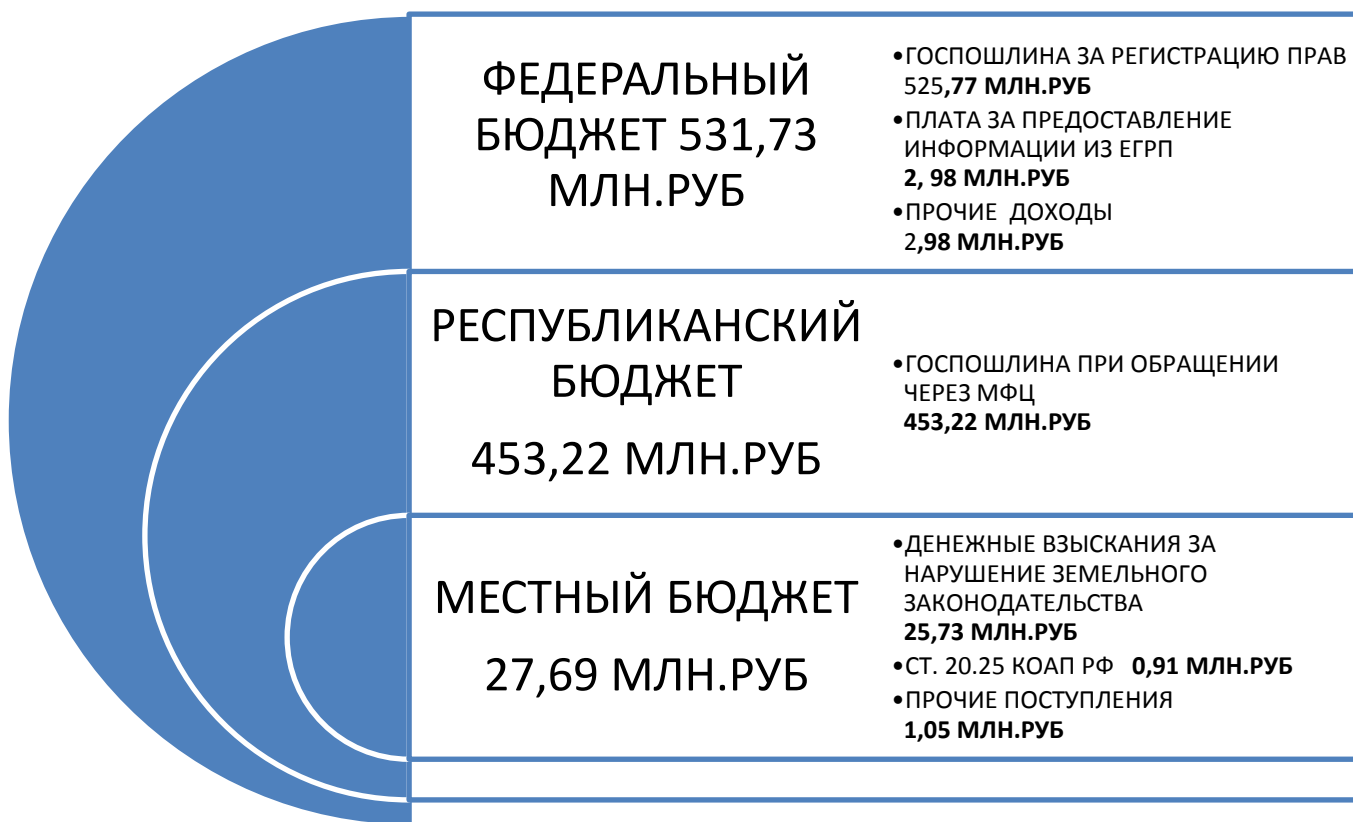 ФЕДЕРАЛЬНЫЙ
БЮДЖЕТ 531,73
МЛН.РУБ
•ГОСПОШЛИНА ЗА РЕГИСТРАЦИЮ ПРАВ
525,77 МЛН.РУБ
•ПЛАТА ЗА ПРЕДОСТАВЛЕНИЕ
ИНФОРМАЦИИ ИЗ ЕГРП
2, 98 МЛН.РУБ
•ПРОЧИЕ ДОХОДЫ
2,98 МЛН.РУБ
РЕСПУБЛИКАНСКИЙ
БЮДЖЕТ
453,22 МЛН.РУБ
•ГОСПОШЛИНА ПРИ ОБРАЩЕНИИ
ЧЕРЕЗ МФЦ
453,22 МЛН.РУБ
МЕСТНЫЙ БЮДЖЕТ
27,69 МЛН.РУБ
•ДЕНЕЖНЫЕ ВЗЫСКАНИЯ ЗА
НАРУШЕНИЕ ЗЕМЕЛЬНОГО
ЗАКОНОДАТЕЛЬСТВА
25,73 МЛН.РУБ
•СТ. 20.25 КОАП РФ 0,91 МЛН.РУБ
•ПРОЧИЕ ПОСТУПЛЕНИЯ
1,05 МЛН.РУБ